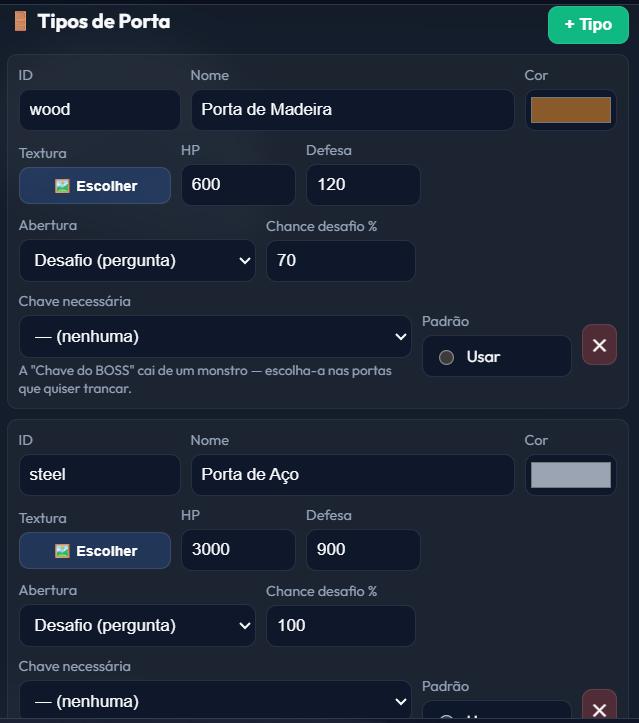 Tipos de Porta
+ Tipo
ID
Nome
Cor
wood
Porta de Madeira
Textura
HP
Defesa
Escolher
600
120
Abertura
Chance desafio %
Desafio (pergunta)
70
Chave necessária
— (nenhuma)
Padrão
Usar
A "Chave do BOSS" cai de um monstro — escolha-a nas portas
que quiser trancar.
ID
Nome
Cor
steel
Porta de Aço
Textura
HP
Defesa
Escolher
3000
900
Abertura
Chance desafio %
Desafio (pergunta)
100
Chave necessária
— (nenhuma)
Padrão